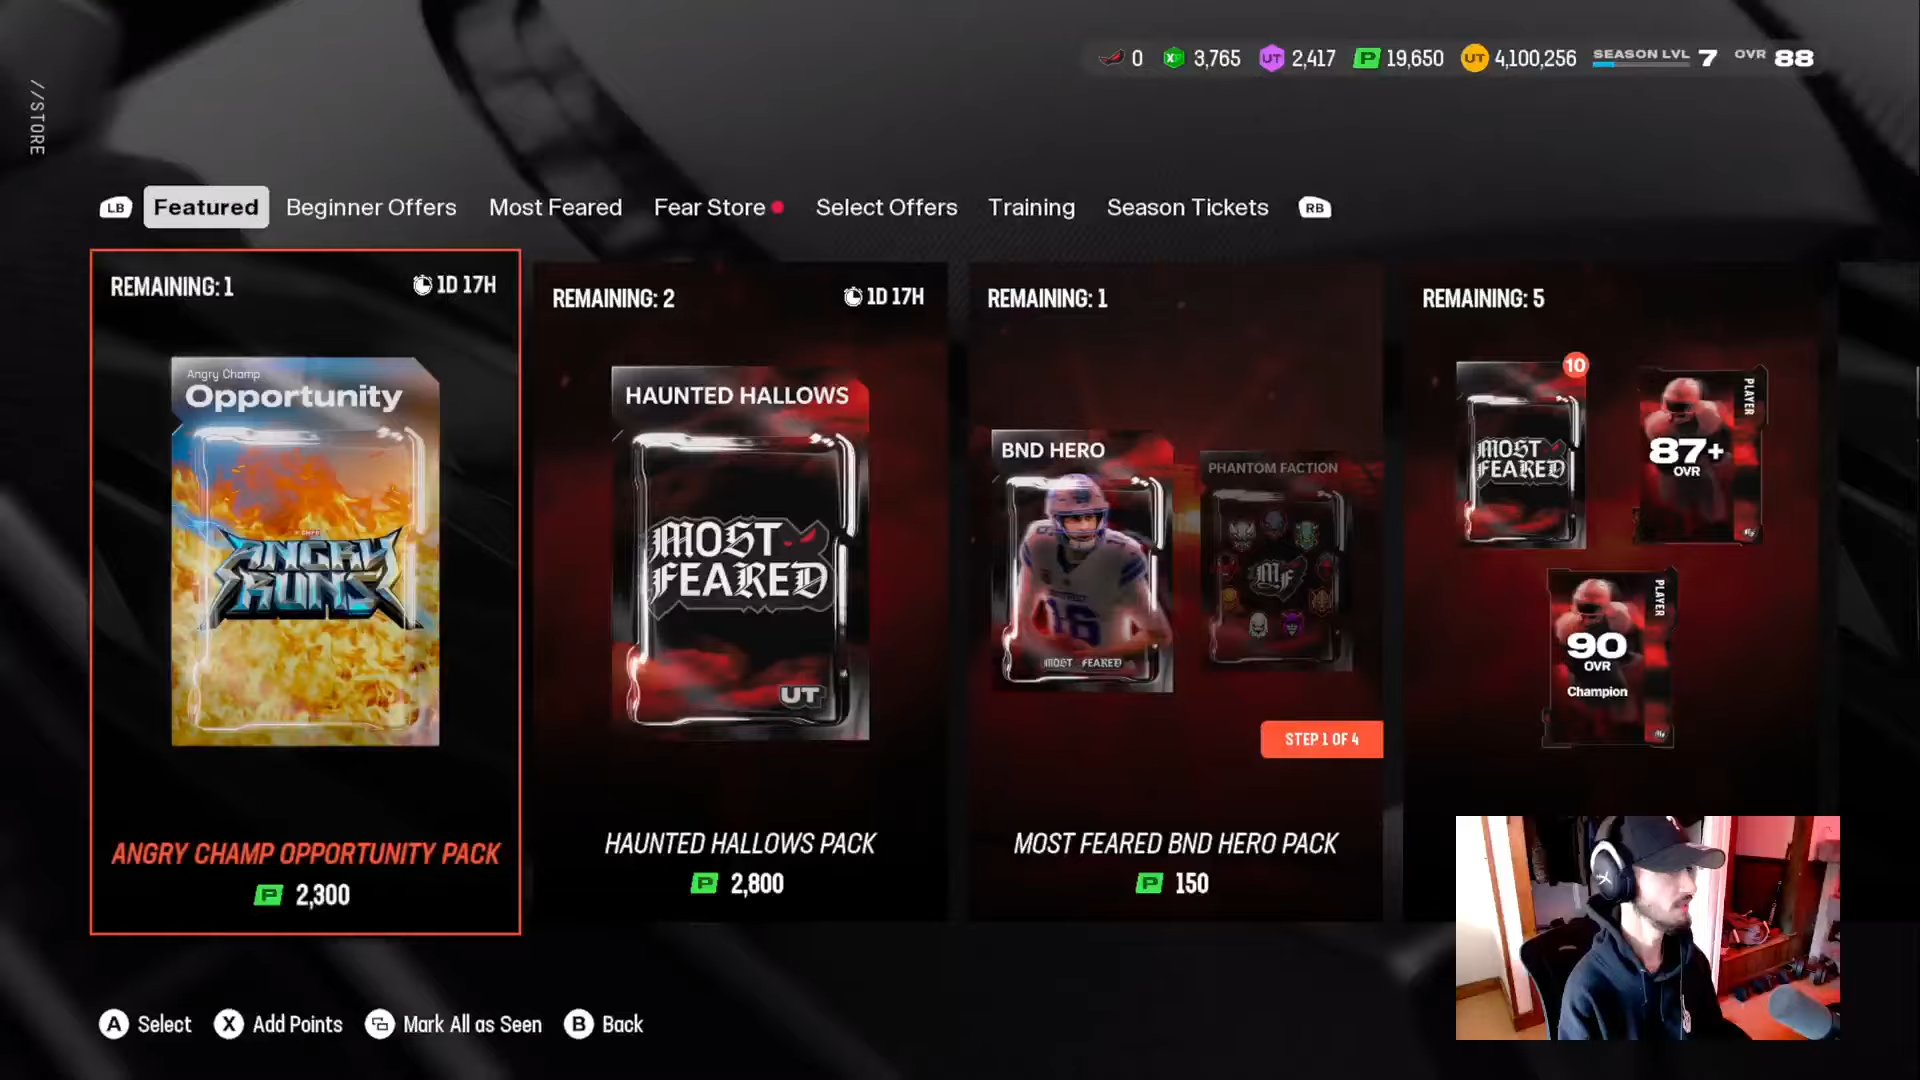 //STORE
0 XP 3,765 UT 2,417 P 19,650 UT 4,100,256 SEASON LVL 7 OVR 88
LB Featured Beginner Offers Most Feared Fear Store Select Offers Training Season Tickets RB
REMAINING: 1 1D 17H
Angry Champ
Opportunity
ANGRY
RUNS
ANGRY CHAMP OPPORTUNITY PACK
P 2,300
REMAINING: 2 1D 17H
HAUNTED HALLOWS
MOST
FEARED
UT
HAUNTED HALLOWS PACK
P 2,800
REMAINING: 1
BND HERO
16
MOST FEARED
PHANTOM FACTION
MF
STEP 1 OF 4
MOST FEARED BND HERO PACK
P 150
REMAINING: 5
10
MOST
FEARED
PLAYER
87+
OVR
PLAYER
90
OVR
Champion
A Select X Add Points Mark All as Seen B Back